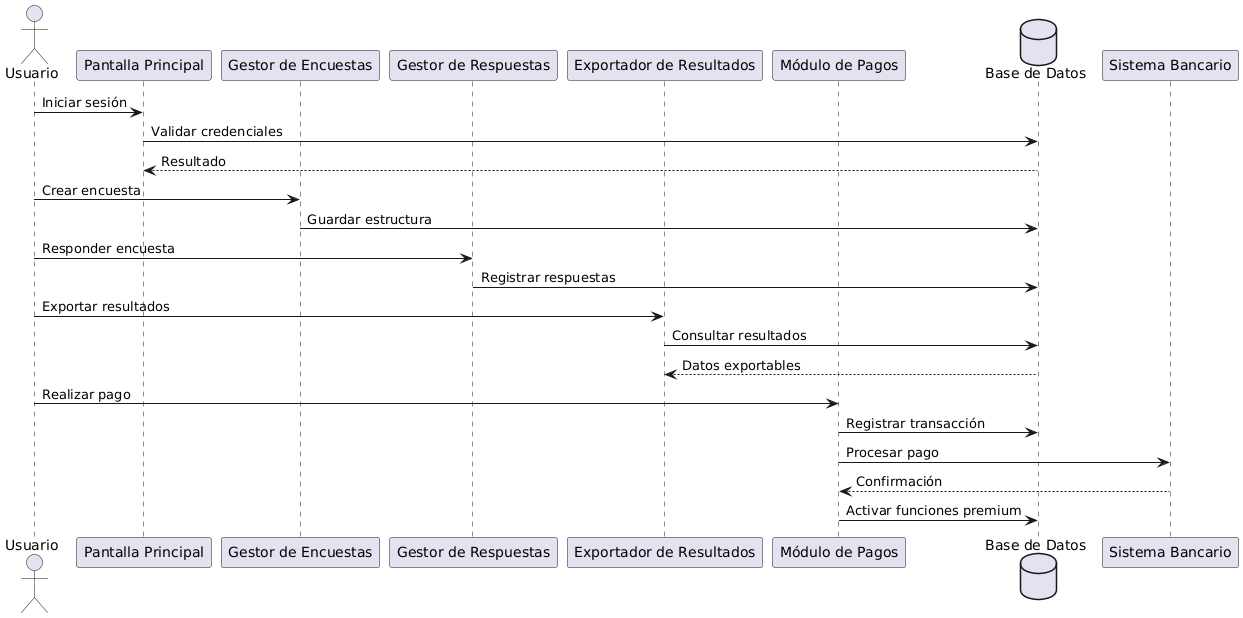 Usuario
Pantalla Principal
Gestor de Encuestas
Gestor de Respuestas
Exportador de Resultados
Módulo de Pagos
Base de Datos
Sistema Bancario
Iniciar sesión
Validar credenciales
Resultado
Crear encuesta
Guardar estructura
Responder encuesta
Registrar respuestas
Exportar resultados
Consultar resultados
Datos exportables
Realizar pago
Registrar transacción
Procesar pago
Confirmación
Activar funciones premium
Usuario
Pantalla Principal
Gestor de Encuestas
Gestor de Respuestas
Exportador de Resultados
Módulo de Pagos
Base de Datos
Sistema Bancario